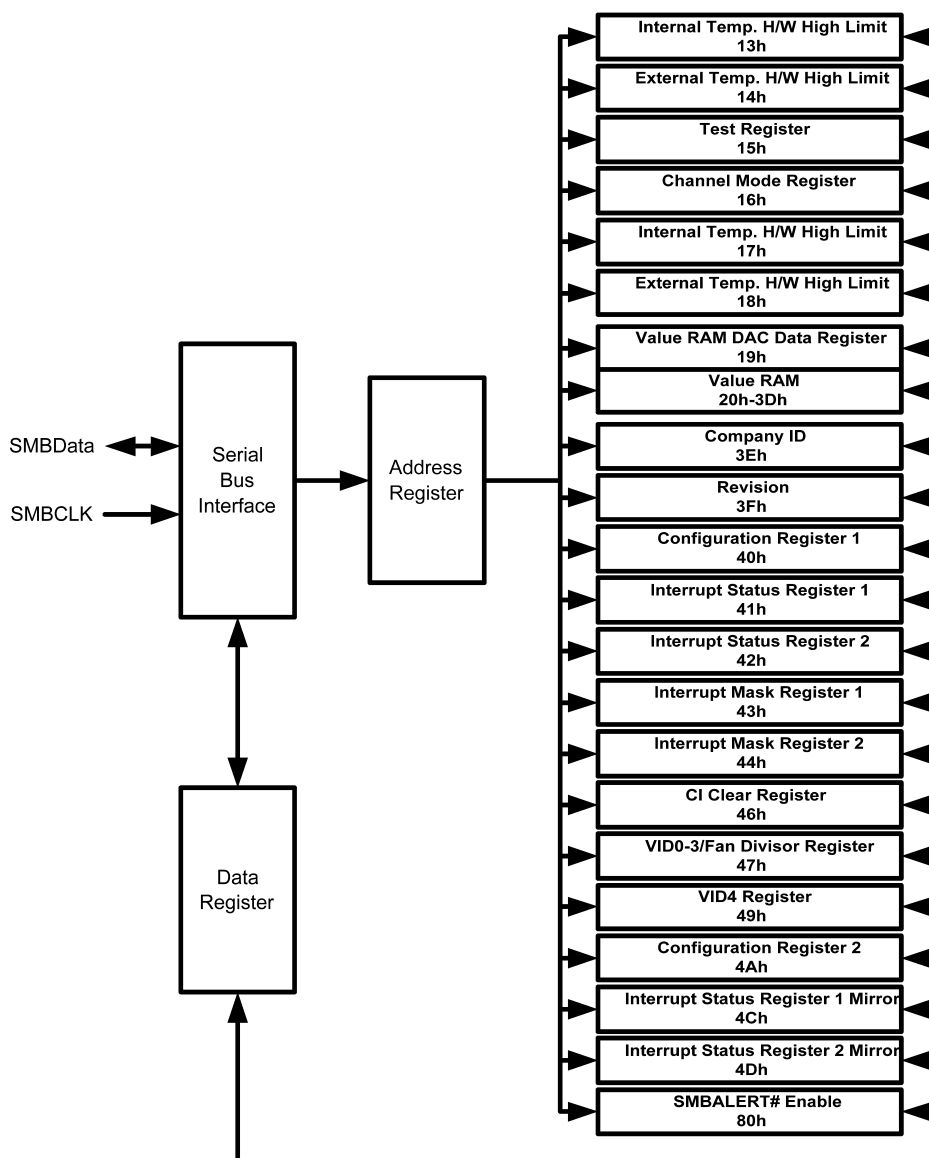 Internal Temp. H/W High Limit
13h
External Temp. H/W High Limit
14h
Test Register
15h
Channel Mode Register
16h
Internal Temp. H/W High Limit
17h
External Temp. H/W High Limit
18h
Value RAM DAC Data Register
19h
Value RAM
20h-3Dh
Company ID
3Eh
Revision
3Fh
Configuration Register 1
40h
Interrupt Status Register 1
41h
Interrupt Status Register 2
42h
Interrupt Mask Register 1
43h
Interrupt Mask Register 2
44h
CI Clear Register
46h
VID0-3/Fan Divisor Register
47h
VID4 Register
49h
Configuration Register 2
4Ah
Interrupt Status Register 1 Mirror
4Ch
Interrupt Status Register 2 Mirror
4Dh
SMBALERT# Enable
80h
SMBData
SMBCLK
Serial
Bus
Interface
Address
Register
Data
Register